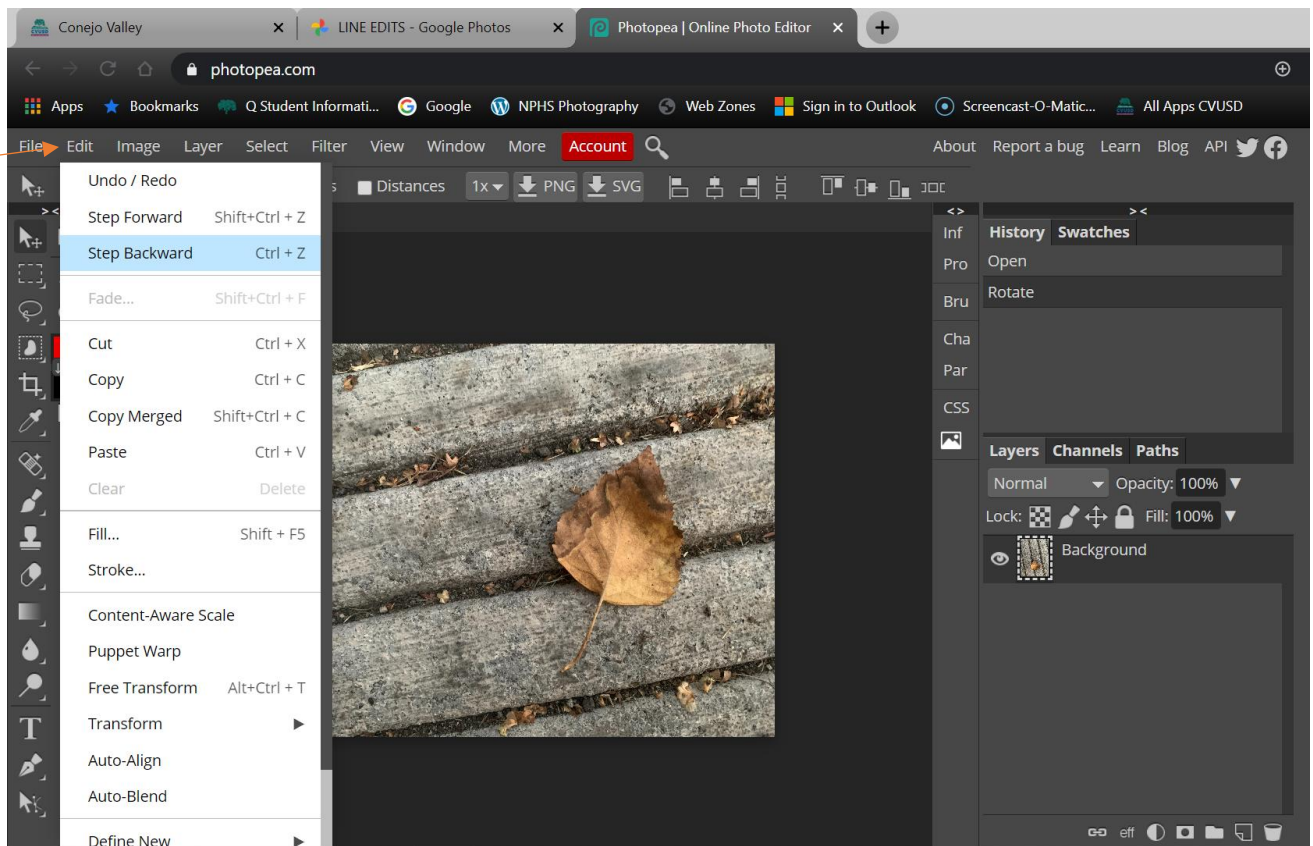 Conejo Valley
LINE EDITS - Google Photos
Photopea | Online Photo Editor
photopea.com
Apps Bookmarks Q Student Informati... Google NPHS Photography Web Zones Sign in to Outlook Screencast-O-Matic... All Apps CVUSD
File Edit Image Layer Select Filter View Window More Account About Report a bug Learn Blog API
Distances 1x PNG SVG
Undo / Redo
Step Forward Shift+Ctrl + Z
Step Backward Ctrl + Z
Fade... Shift+Ctrl + F
Cut Ctrl + X
Copy Ctrl + C
Copy Merged Shift+Ctrl + C
Paste Ctrl + V
Clear Delete
Fill... Shift + F5
Stroke...
Content-Aware Scale
Puppet Warp
Free Transform Alt+Ctrl + T
Transform
Auto-Align
Auto-Blend
Define New
< >
Inf
Pro
Bru
Cha
Par
CSS
> <
History Swatches
Open
Rotate
Layers Channels Paths
Normal Opacity: 100%
Lock: Fill: 100%
Background
eff